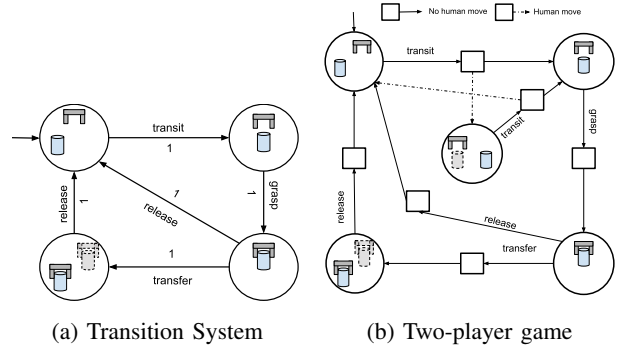 No human move
Human move
transit
transit
1
grasp
1
1
release
release
1
1
transfer
transit
grasp
release
release
transfer
(a) Transition System
(b) Two-player game